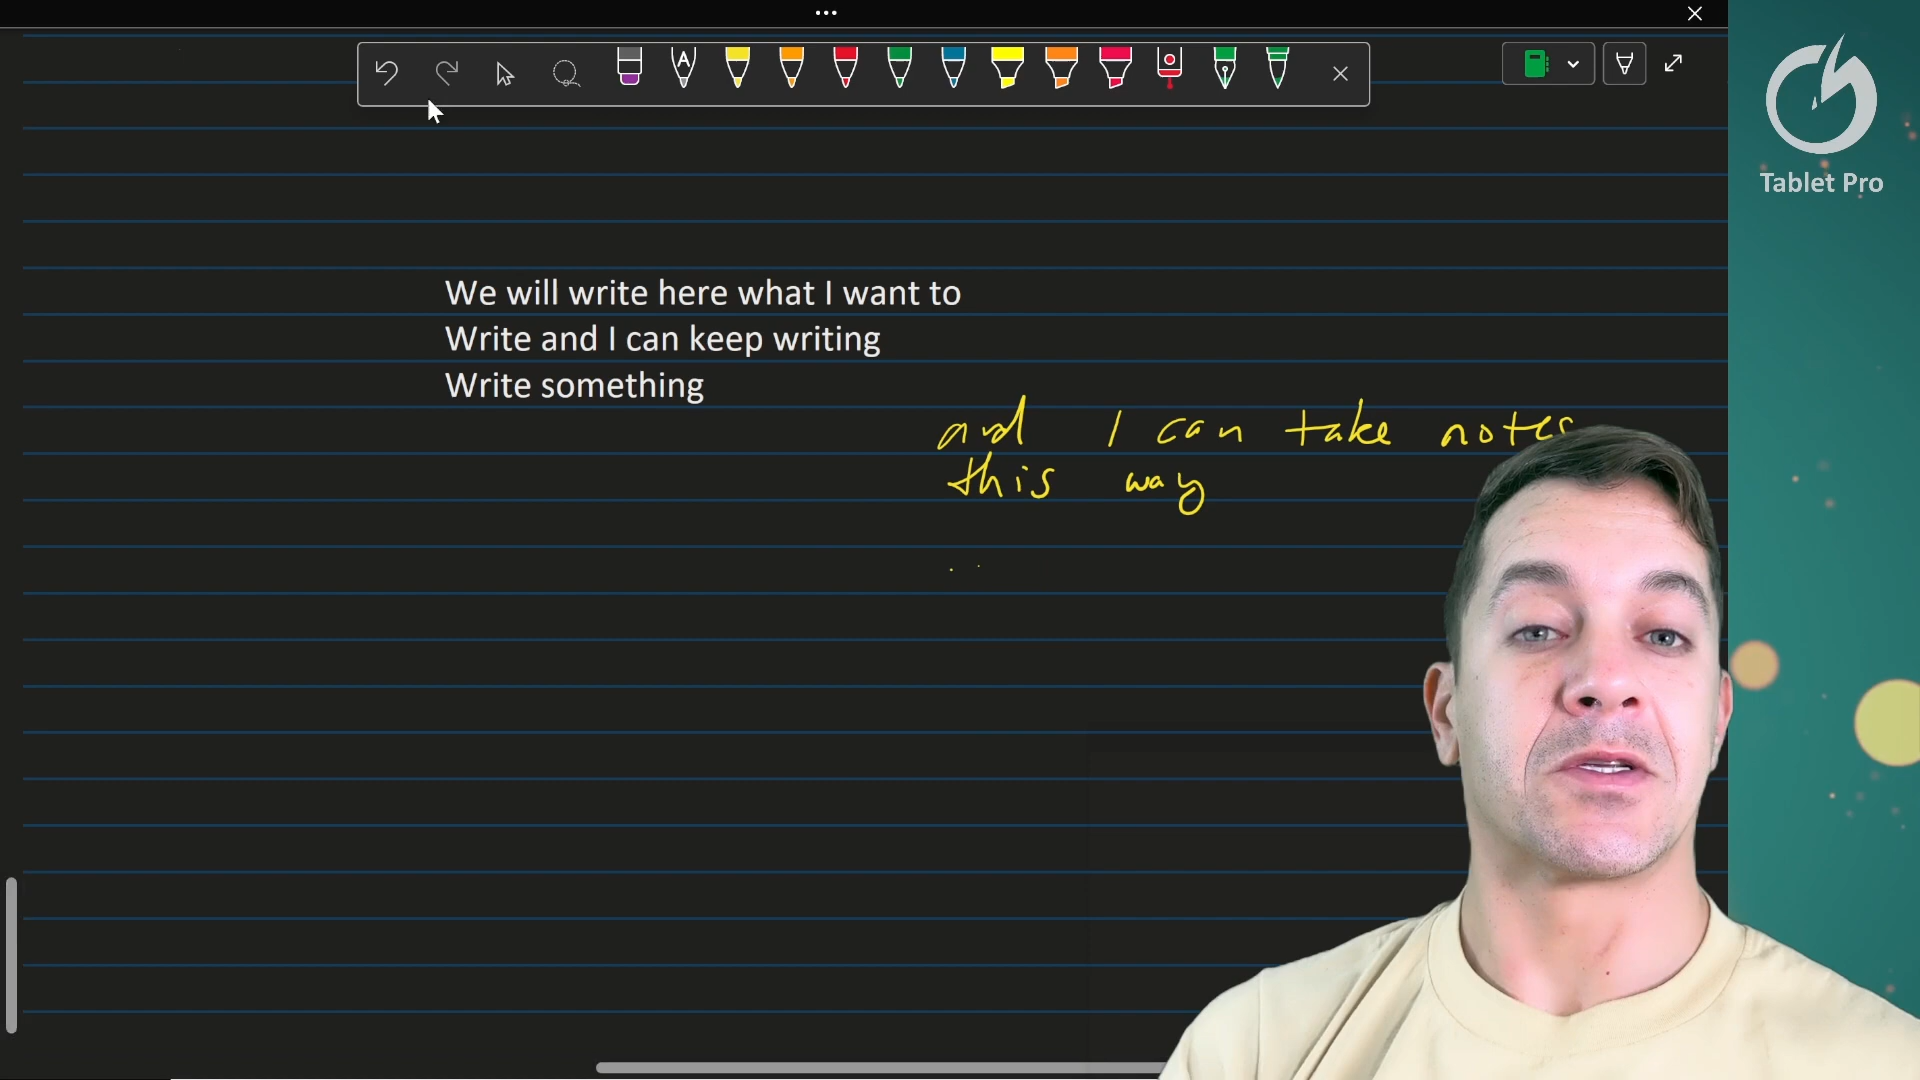 Tablet Pro
We will write here what I want to
Write and I can keep writing
Write something
and I can take notes
this way